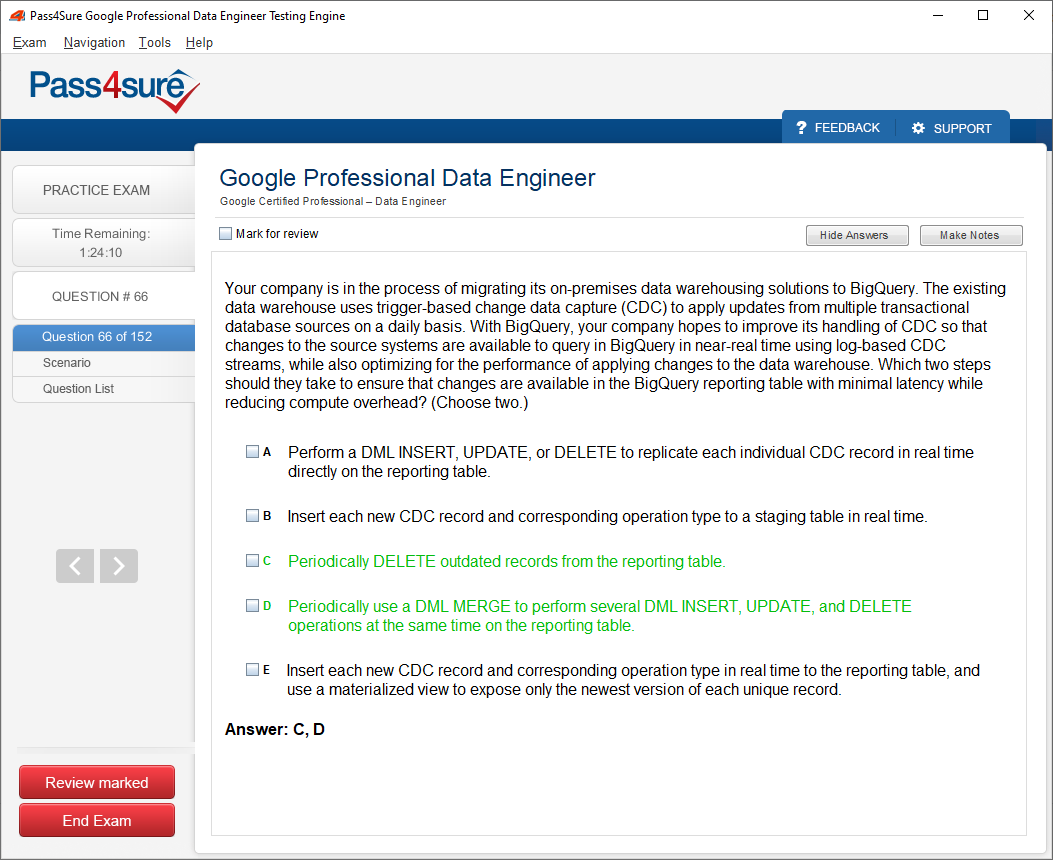 Pass4Sure Google Professional Data Engineer Testing Engine
Exam Navigation Tools Help
Pass4sure
? FEEDBACK SUPPORT
PRACTICE EXAM
Time Remaining:
1:24:10
QUESTION # 66
Question 66 of 152
Scenario
Question List
Review marked
End Exam
Google Professional Data Engineer
Google Certified Professional – Data Engineer
Mark for review
Hide Answers Make Notes
Your company is in the process of migrating its on-premises data warehousing solutions to BigQuery. The existing
data warehouse uses trigger-based change data capture (CDC) to apply updates from multiple transactional
database sources on a daily basis. With BigQuery, your company hopes to improve its handling of CDC so that
changes to the source systems are available to query in BigQuery in near-real time using log-based CDC
streams, while also optimizing for the performance of applying changes to the data warehouse. Which two steps
should they take to ensure that changes are available in the BigQuery reporting table with minimal latency while
reducing compute overhead? (Choose two.)
A Perform a DML INSERT, UPDATE, or DELETE to replicate each individual CDC record in real time
directly on the reporting table.
B Insert each new CDC record and corresponding operation type to a staging table in real time.
C Periodically DELETE outdated records from the reporting table.
D Periodically use a DML MERGE to perform several DML INSERT, UPDATE, and DELETE
operations at the same time on the reporting table.
E Insert each new CDC record and corresponding operation type in real time to the reporting table, and
use a materialized view to expose only the newest version of each unique record.
Answer: C, D